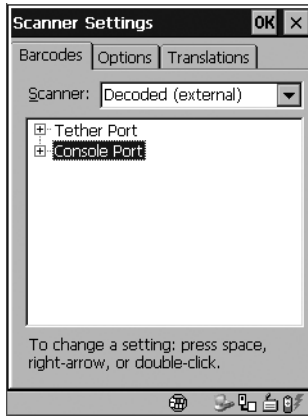 Scanner Settings OK ×
Barcodes Options Translations
Scanner: Decoded (external)
Tether Port
Console Port
To change a setting: press space,
right-arrow, or double-click.